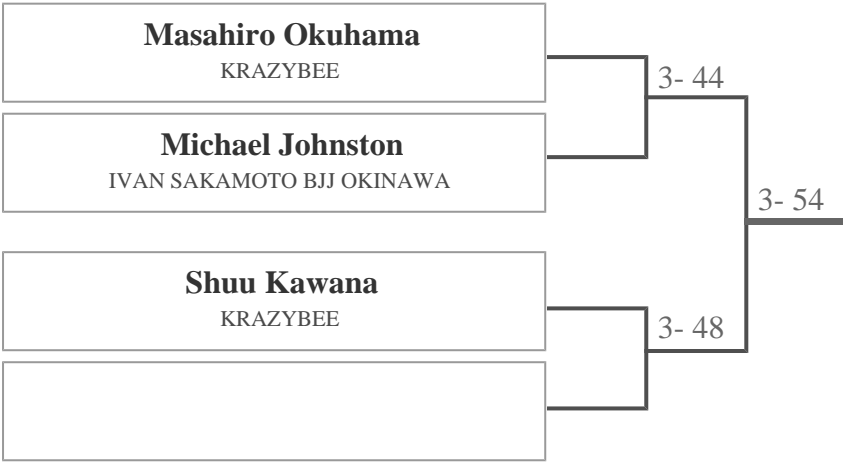 Masahiro Okuhama
KRAZYBEE
3- 44
Michael Johnston
IVAN SAKAMOTO BJJ OKINAWA
3- 54
Shuu Kawana
KRAZYBEE
3- 48